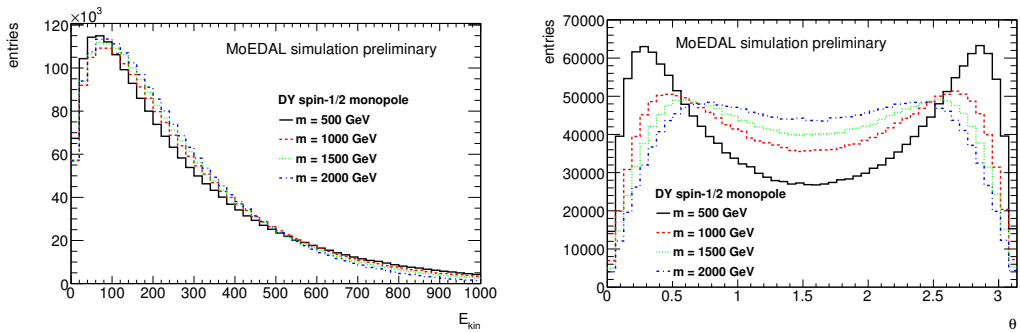 ×10³
entries
120
100
80
60
40
20
0
MoEDAL simulation preliminary
DY spin-1/2 monopole
m = 500 GeV
m = 1000 GeV
m = 1500 GeV
m = 2000 GeV
0 100 200 300 400 500 600 700 800 900 1000
E_kin
entries
70000
60000
50000
40000
30000
20000
10000
0
MoEDAL simulation preliminary
DY spin-1/2 monopole
m = 500 GeV
m = 1000 GeV
m = 1500 GeV
m = 2000 GeV
0 0.5 1 1.5 2 2.5 3
θ